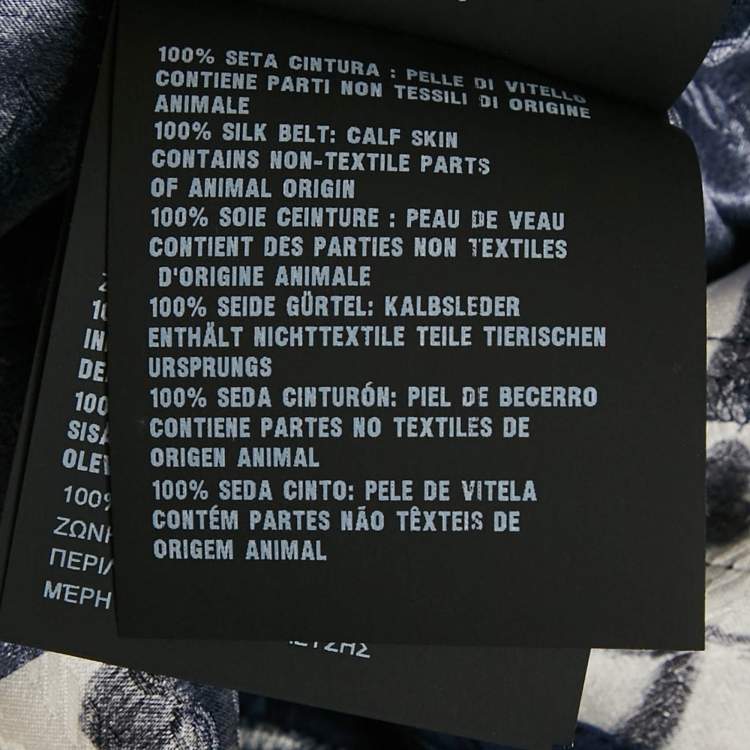 100% SETA CINTURA : PELLE DI VITELLO
CONTIENE PARTI NON TESSILI DI ORIGINE
ANIMALE
100% SILK BELT: CALF SKIN
CONTAINS NON-TEXTILE PARTS
OF ANIMAL ORIGIN
100% SOIE CEINTURE : PEAU DE VEAU
CONTIENT DES PARTIES NON TEXTILES
D'ORIGINE ANIMALE
100% SEIDE GÜRTEL: KALBSLEDER
ENTHÄLT NICHTTEXTILE TEILE TIERISCHEN
URSPRUNGS
100% SEDA CINTURÓN: PIEL DE BECERRO
CONTIENE PARTES NO TEXTILES DE
ORIGEN ANIMAL
100% SEDA CINTO: PELE DE VITELA
CONTÉM PARTES NÃO TÊXTEIS DE
ORIGEM ANIMAL
100%